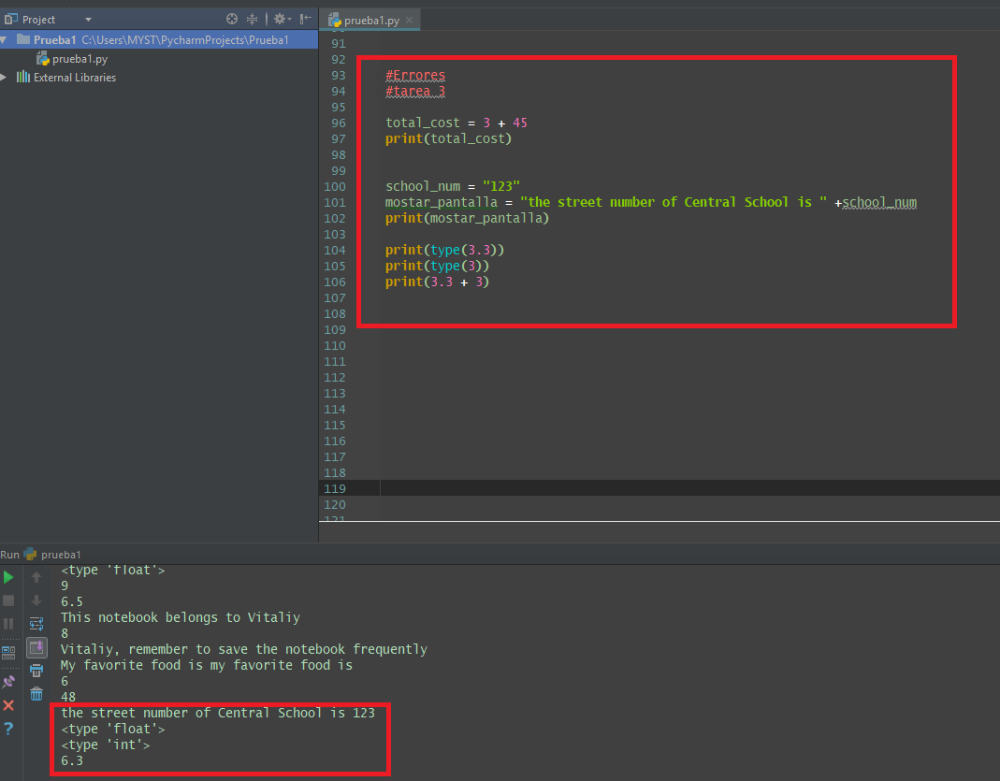 Project
prueba1.py
Prueba1 C:\Users\MYST\PycharmProjects\Prueba1
prueba1.py
External Libraries
91
92
93 #Errores
94 #tarea 3
95
96 total_cost = 3 + 45
97 print(total_cost)
98
99
100 school_num = "123"
101 mostar_pantalla = "the street number of Central School is " +school_num
102 print(mostar_pantalla)
103
104 print(type(3.3))
105 print(type(3))
106 print(3.3 + 3)
107
108
109
110
111
112
113
114
115
116
117
118
119
120
121
Run prueba1
<type 'float'>
9
6.5
This notebook belongs to Vitaliy
8
Vitaliy, remember to save the notebook frequently
My favorite food is my favorite food is
6
48
the street number of Central School is 123
<type 'float'>
<type 'int'>
6.3